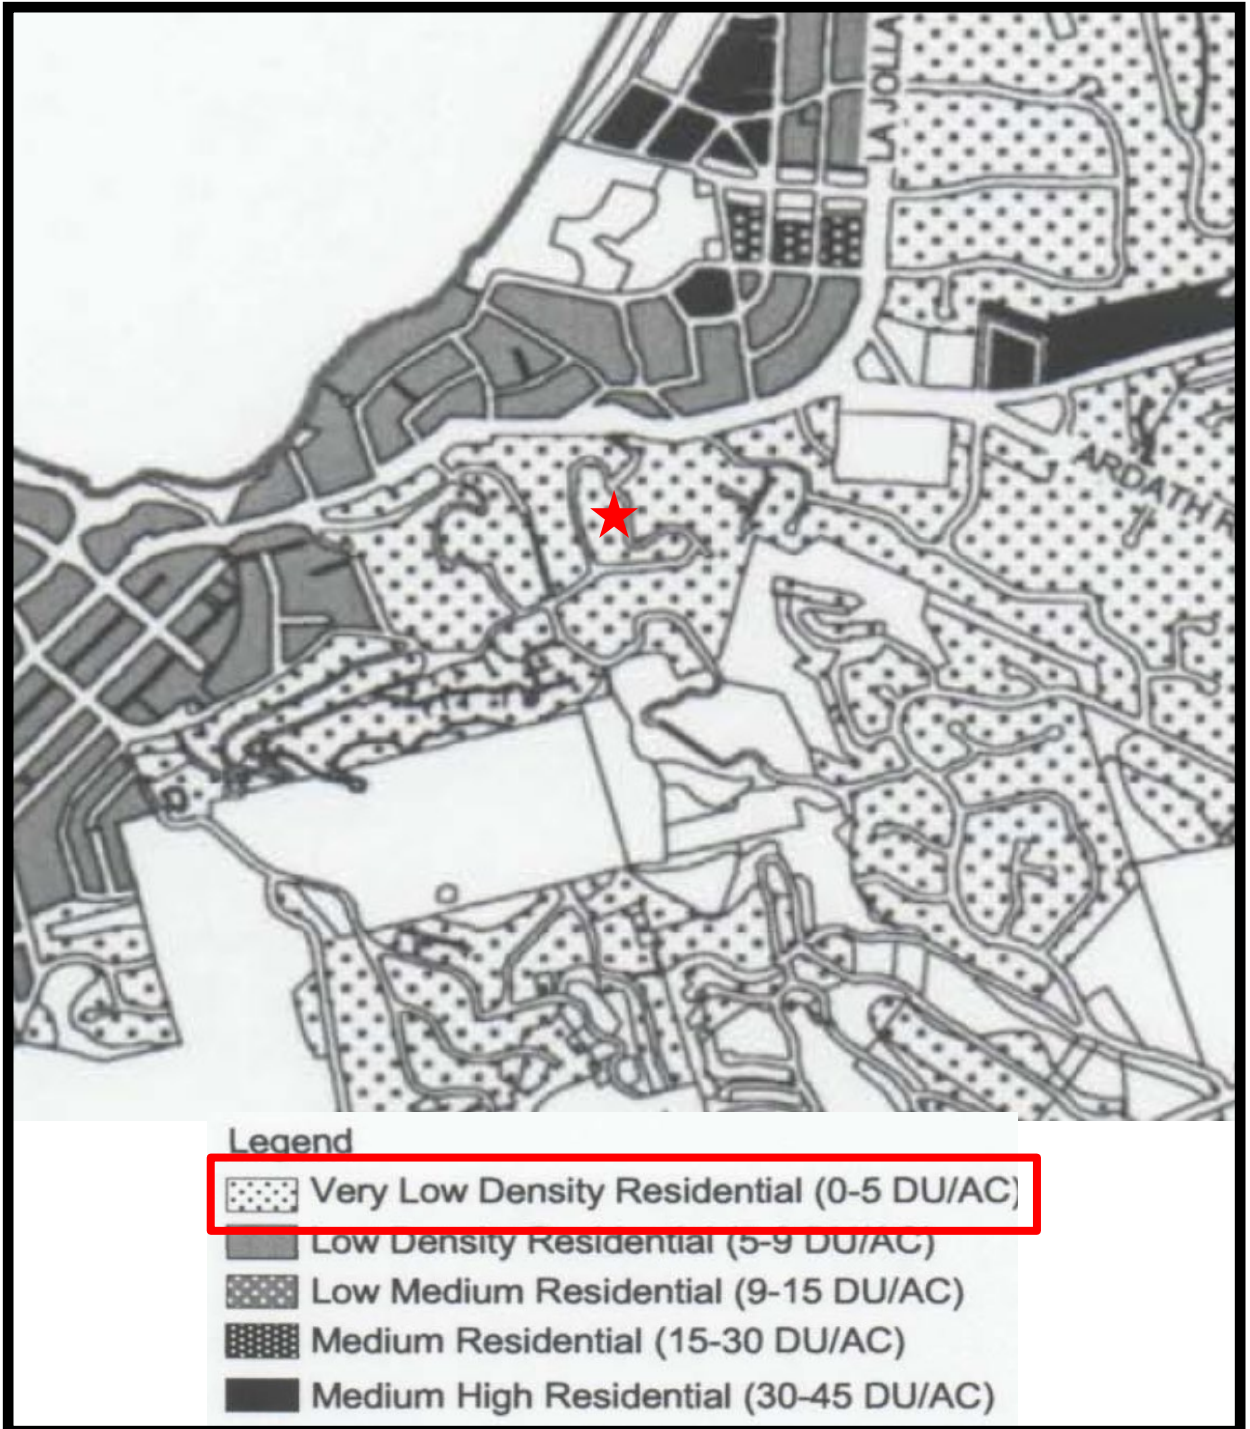 LA JOLLA
ARDATH R
Legend
Very Low Density Residential (0-5 DU/AC)
Low Density Residential (5-9 DU/AC)
Low Medium Residential (9-15 DU/AC)
Medium Residential (15-30 DU/AC)
Medium High Residential (30-45 DU/AC)